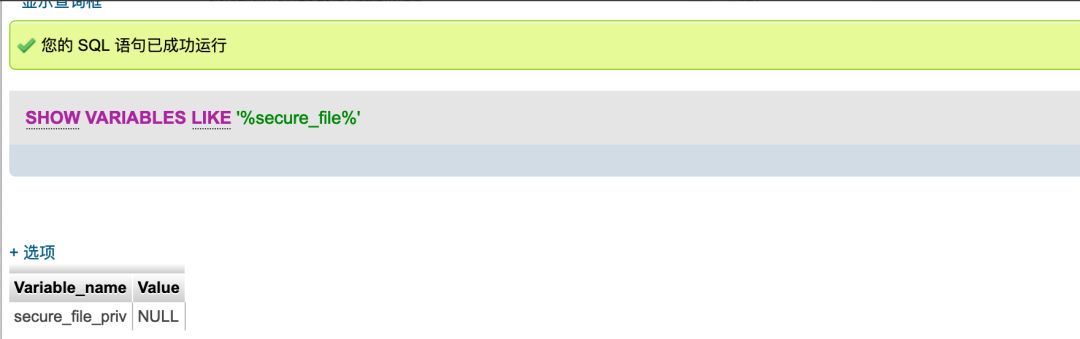 显示查询框
您的 SQL 语句已成功运行
SHOW VARIABLES LIKE '%secure_file%'
+ 选项
Variable_name Value
secure_file_priv NULL